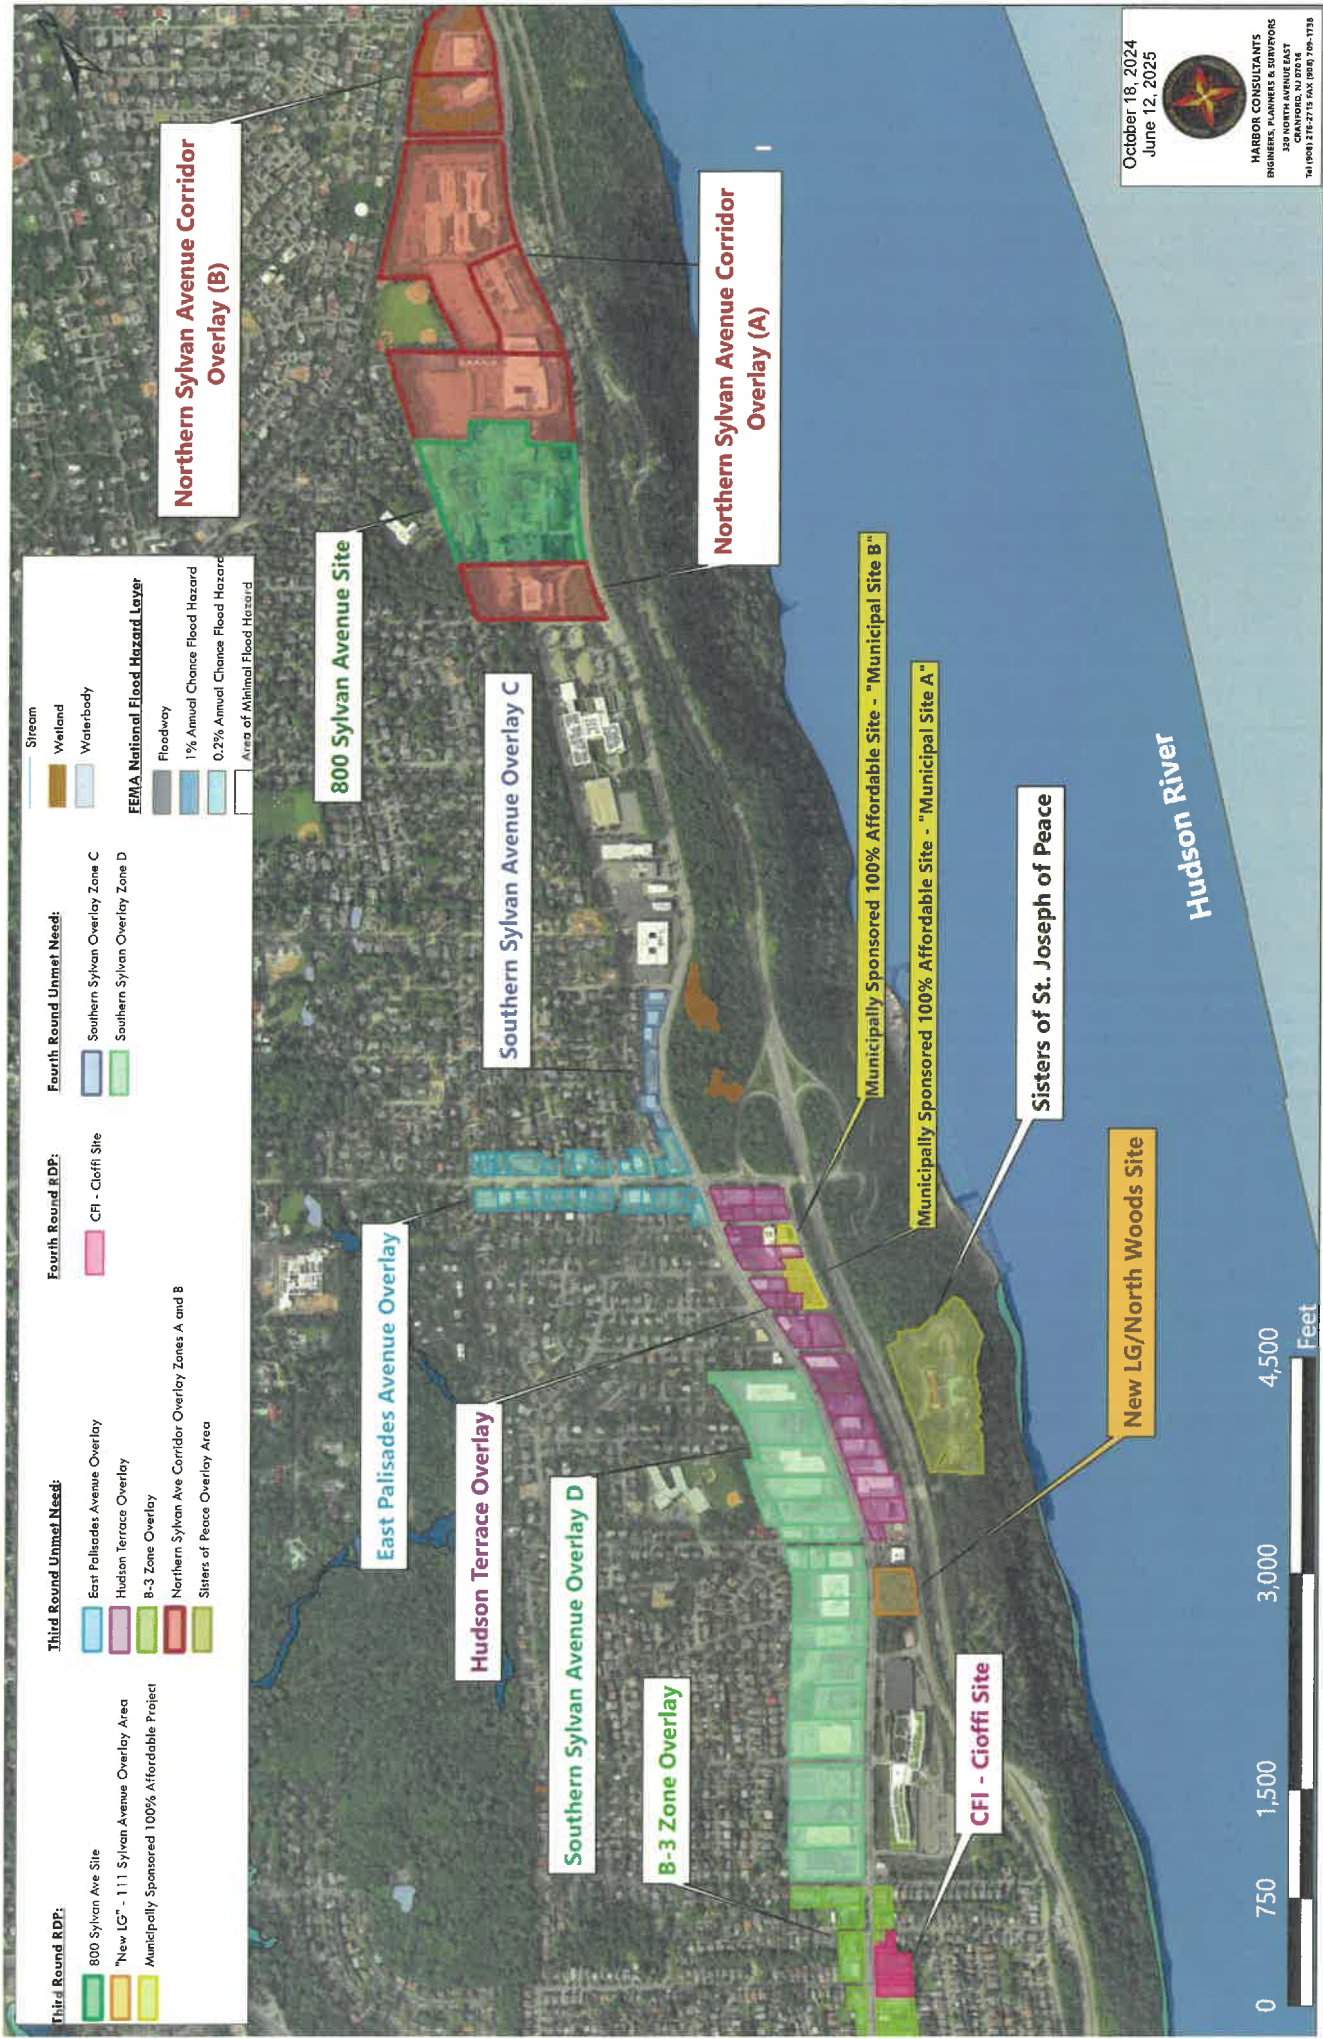 Third Round RDP:
800 Sylvan Ave Site
"New LG" - 111 Sylvan Avenue Overlay Area
Municipally Sponsored 100% Affordable Project
Third Round Unmet Need:
East Palisades Avenue Overlay
Hudson Terrace Overlay
B-3 Zone Overlay
Northern Sylvan Ave Corridor Overlay Zones A and B
Sisters of Peace Overlay Area
Fourth Round RDP:
CFI - Cioffi Site
Fourth Round Unmet Need:
Southern Sylvan Overlay Zone C
Southern Sylvan Overlay Zone D
Stream
Wetland
Waterbody
FEMA National Flood Hazard Layer
Floodway
1% Annual Chance Flood Hazard
0.2% Annual Chance Flood Hazard
Area of Minimal Flood Hazard
Northern Sylvan Avenue Corridor
Overlay (B)
800 Sylvan Avenue Site
Southern Sylvan Avenue Overlay C
Northern Sylvan Avenue Corridor
Overlay (A)
East Palisades Avenue Overlay
Hudson Terrace Overlay
Southern Sylvan Avenue Overlay D
B-3 Zone Overlay
CFI - Cioffi Site
Municipally Sponsored 100% Affordable Site - "Municipal Site B"
Municipally Sponsored 100% Affordable Site - "Municipal Site A"
Sisters of St. Joseph of Peace
New LG/North Woods Site
Hudson River
0 750 1,500 3,000 4,500
Feet
October 18, 2024
June 12, 2025
HARBOR CONSULTANTS
ENGINEERS, PLANNERS & SURVEYORS
320 NORTH AVENUE EAST
CRANFORD, NJ 07016
Tel (908) 276-2715 FAX (908) 709-1738